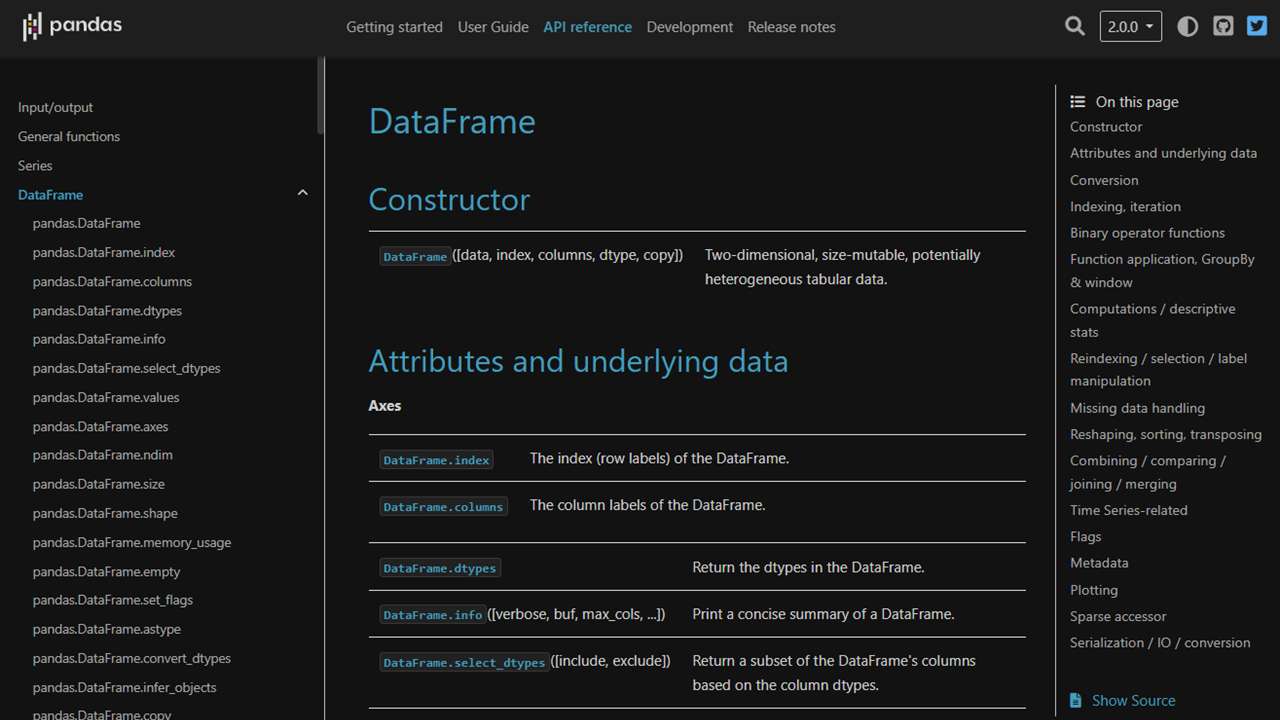 pandas
Getting started User Guide API reference Development Release notes
2.0.0
Input/output
General functions
Series
DataFrame
pandas.DataFrame
pandas.DataFrame.index
pandas.DataFrame.columns
pandas.DataFrame.dtypes
pandas.DataFrame.info
pandas.DataFrame.select_dtypes
pandas.DataFrame.values
pandas.DataFrame.axes
pandas.DataFrame.ndim
pandas.DataFrame.size
pandas.DataFrame.shape
pandas.DataFrame.memory_usage
pandas.DataFrame.empty
pandas.DataFrame.set_flags
pandas.DataFrame.astype
pandas.DataFrame.convert_dtypes
pandas.DataFrame.infer_objects
pandas.DataFrame.copy
DataFrame
Constructor
DataFrame([data, index, columns, dtype, copy]) Two-dimensional, size-mutable, potentially
heterogeneous tabular data.
Attributes and underlying data
Axes
DataFrame.index The index (row labels) of the DataFrame.
DataFrame.columns The column labels of the DataFrame.
DataFrame.dtypes Return the dtypes in the DataFrame.
DataFrame.info([verbose, buf, max_cols, ...]) Print a concise summary of a DataFrame.
DataFrame.select_dtypes([include, exclude]) Return a subset of the DataFrame's columns
based on the column dtypes.
On this page
Constructor
Attributes and underlying data
Conversion
Indexing, iteration
Binary operator functions
Function application, GroupBy
& window
Computations / descriptive
stats
Reindexing / selection / label
manipulation
Missing data handling
Reshaping, sorting, transposing
Combining / comparing /
joining / merging
Time Series-related
Flags
Metadata
Plotting
Sparse accessor
Serialization / IO / conversion
Show Source